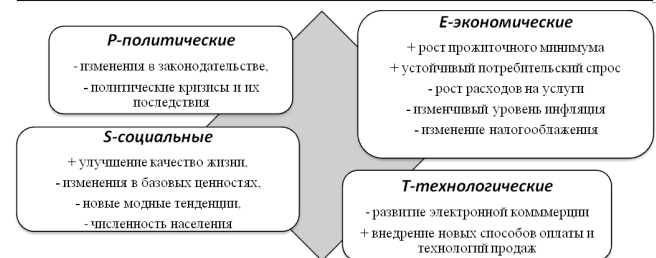 P-политические
- изменения в законодательстве,
- политические кризисы и их
последствия
E-экономические
+ рост прожиточного минимума
+ устойчивый потребительский спрос
- рост расходов на услуги
- изменчивый уровень инфляция
- изменение налогооблажения
S-социальные
+ улучшение качество жизни,
- изменения в базовых ценностях,
- новые модные тенденции,
- численность населения
T-технологические
- развитие электронной комммерции
+ внедрение новых способов оплаты и
технологий продаж